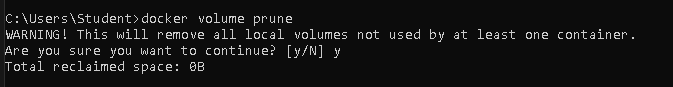 C:\Users\Student>docker volume prune
WARNING! This will remove all local volumes not used by at least one container.
Are you sure you want to continue? [y/N] y
Total reclaimed space: 0B